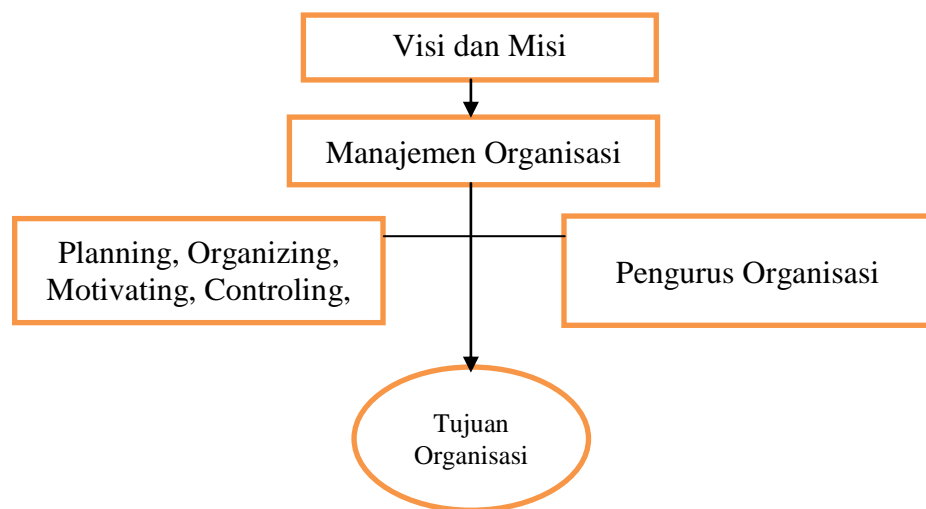 Visi dan Misi
Manajemen Organisasi
Planning, Organizing,
Motivating, Controling,
Pengurus Organisasi
Tujuan
Organisasi